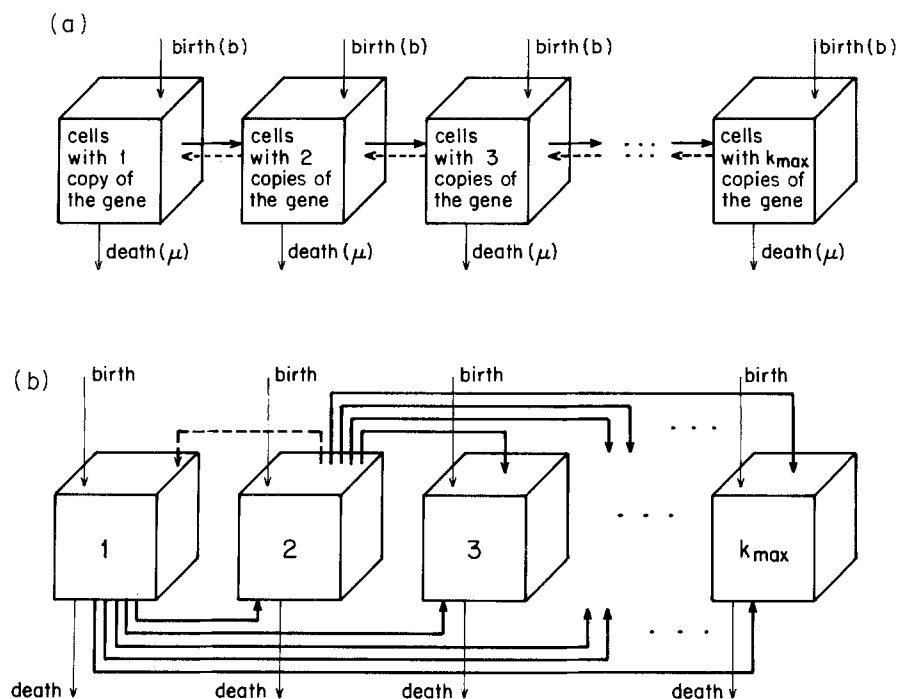 (a)
birth(b) birth(b) birth(b) birth(b)
cells with 1 copy of the gene
cells with 2 copies of the gene
cells with 3 copies of the gene
cells with kmax copies of the gene
death(μ) death(μ) death(μ) death(μ)
(b)
birth birth birth birth
1 2 3 kmax
death death death death